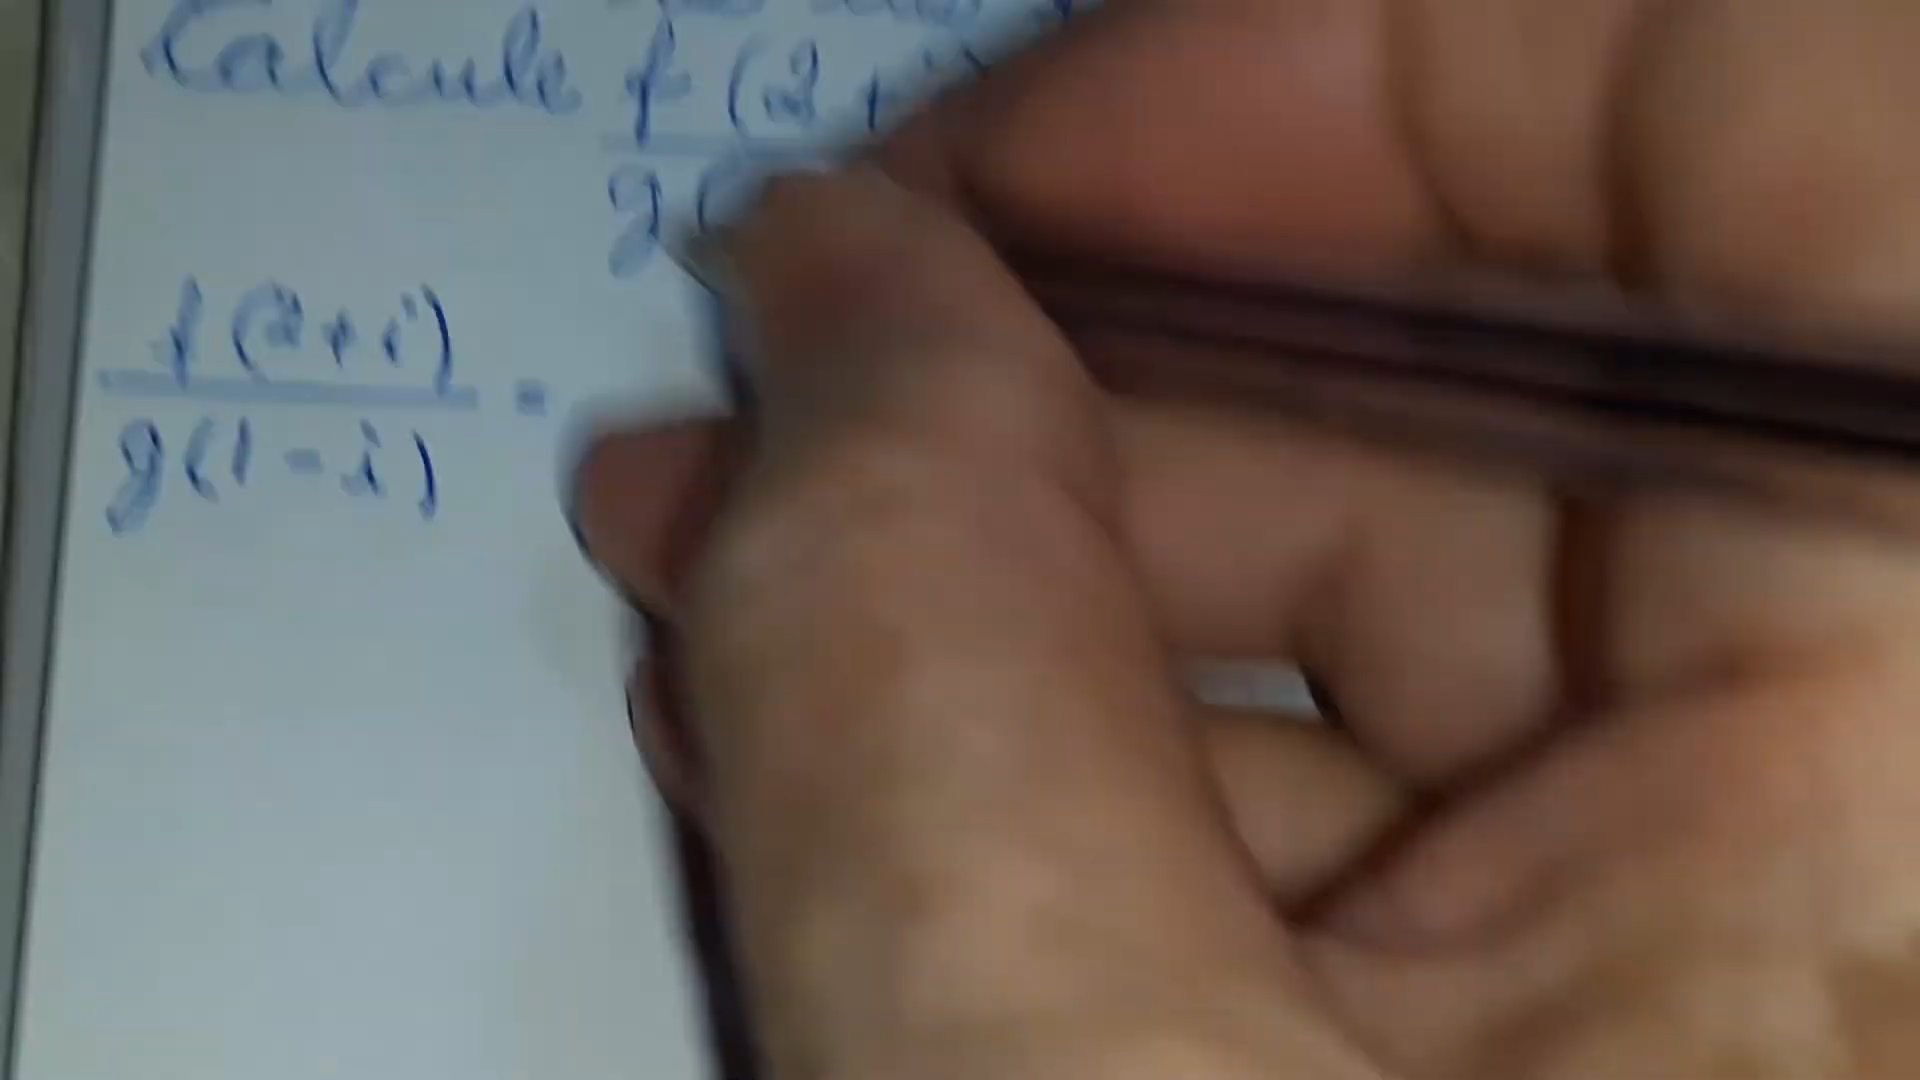 Calcule f(2+i)
g(
f(2+i)
g(1-i) =